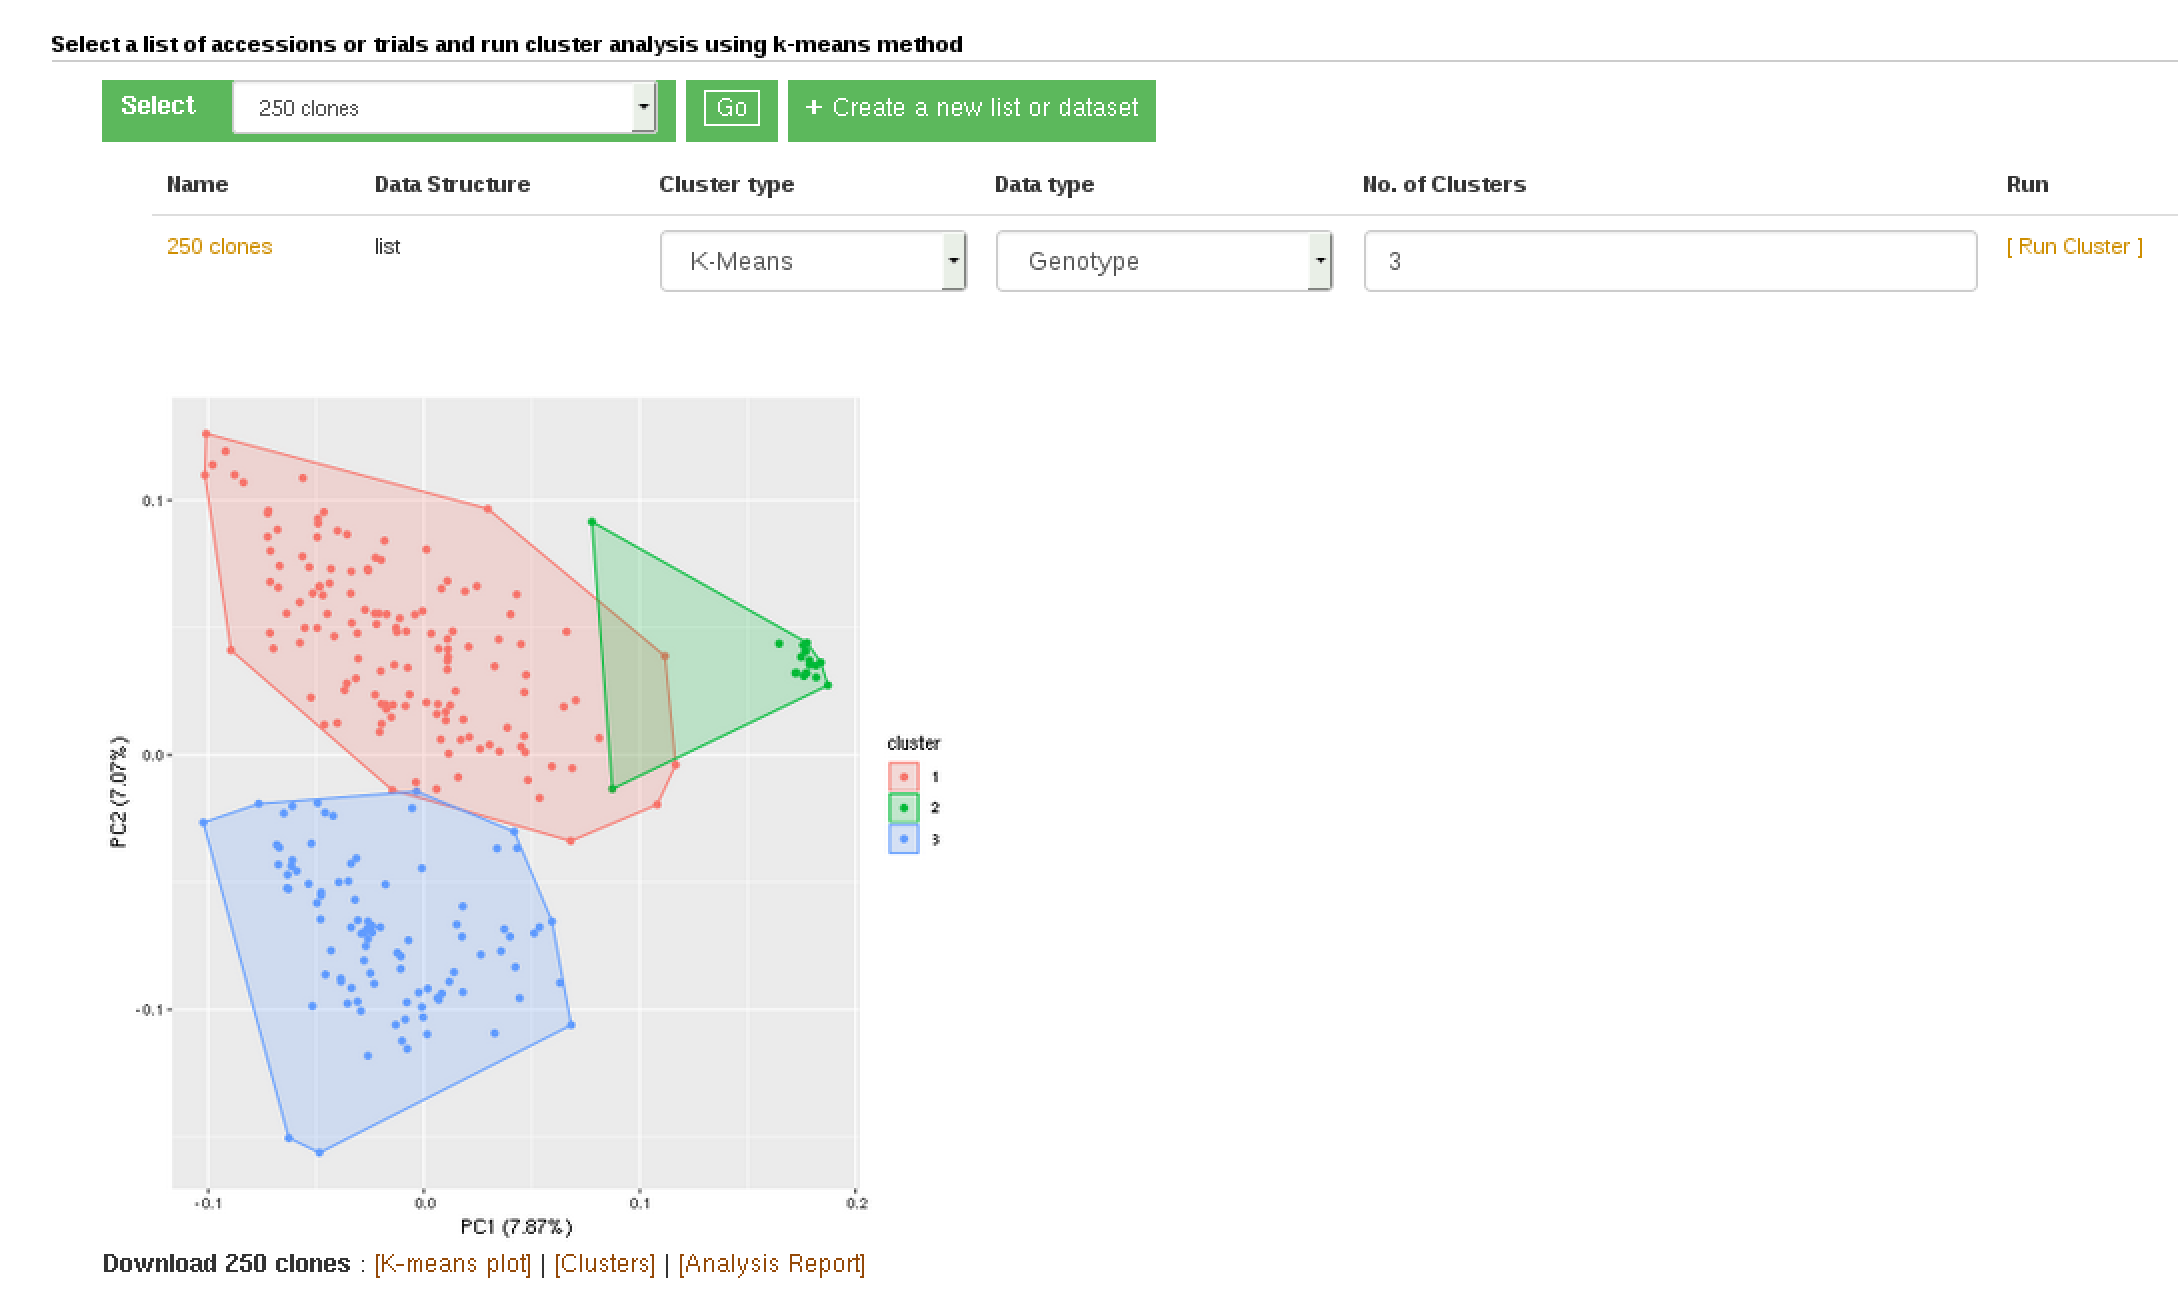 Select a list of accessions or trials and run cluster analysis using k-means method
Select 250 clones Go + Create a new list or dataset
Name Data Structure Cluster type Data type No. of Clusters Run
250 clones list K-Means Genotype 3 [ Run Cluster ]
0.1
0.0
-0.1
PC2 (7.07%)
cluster
1
2
3
-0.1 0.0 0.1 0.2
PC1 (7.87%)
Download 250 clones : [K-means plot] | [Clusters] | [Analysis Report]